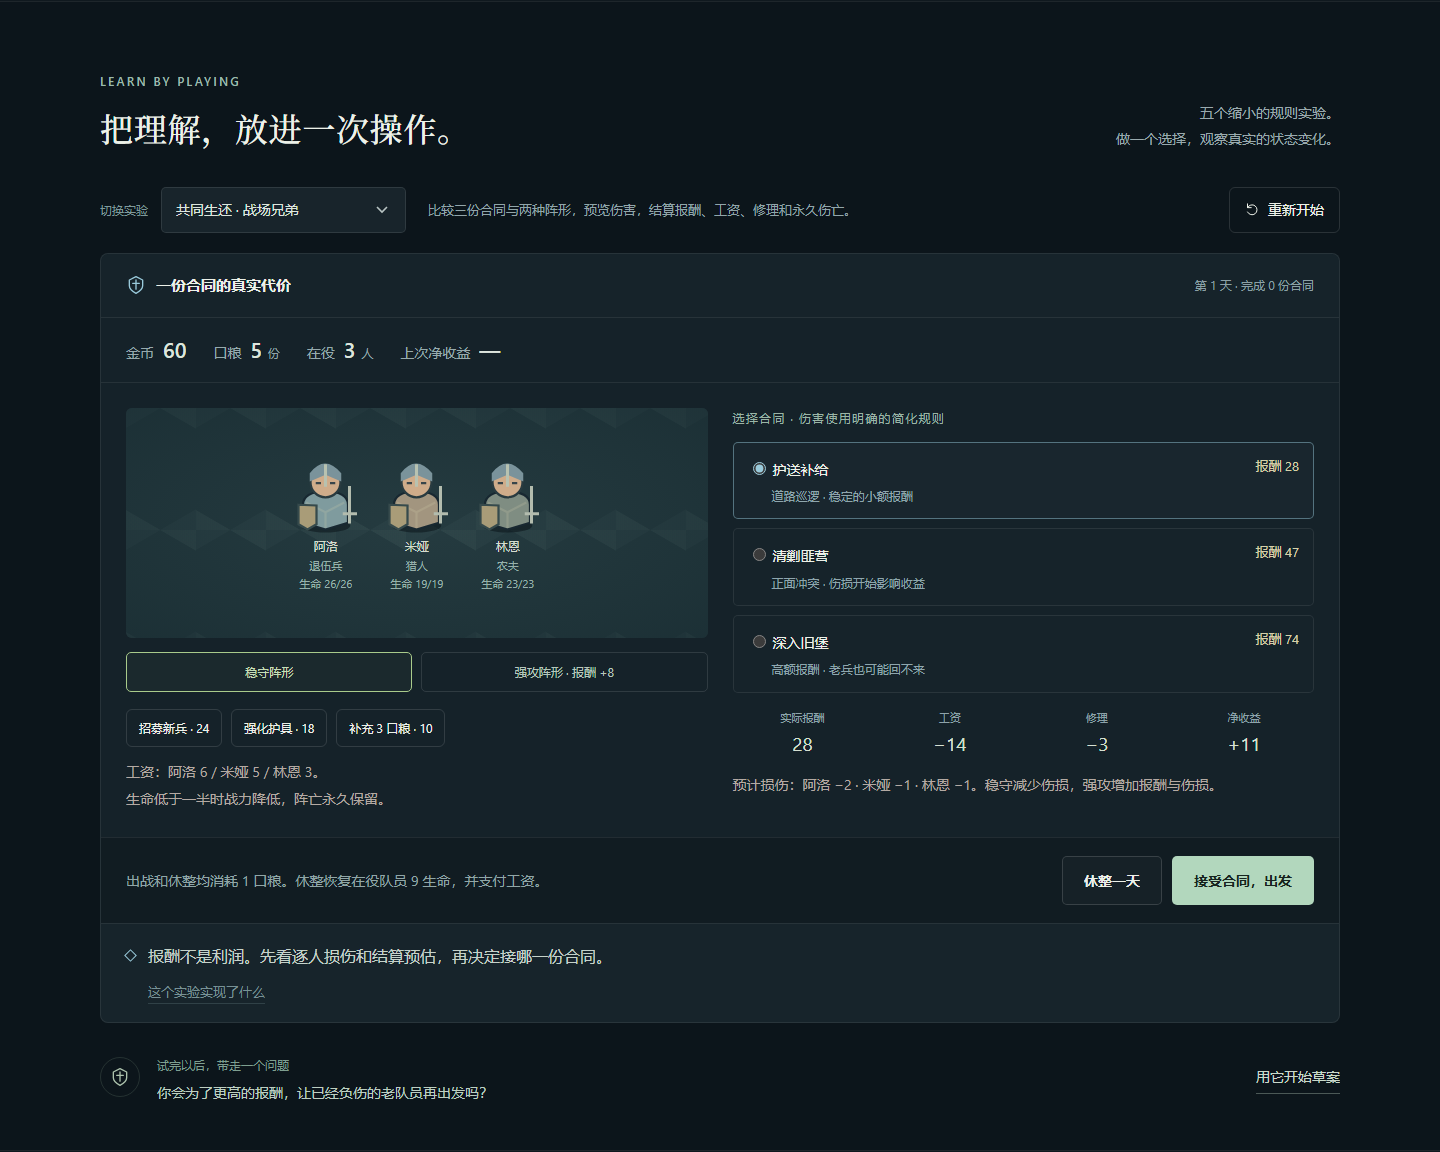 LEARN BY PLAYING
把理解，放进一次操作。
五个缩小的规则实验。
做一个选择，观察真实的状态变化。
切换实验
共同生还 · 战场兄弟
比较三份合同与两种阵形，预览伤害，结算报酬、工资、修理和永久伤亡。
重新开始
一份合同的真实代价
第 1 天 · 完成 0 份合同
金币 60 口粮 5 份 在役 3 人 上次净收益 —
阿洛
退伍兵
生命 26/26
米娅
猎人
生命 19/19
林恩
农夫
生命 23/23
稳守阵形
强攻阵形 · 报酬 +8
招募新兵 · 24
强化护具 · 18
补充 3 口粮 · 10
工资：阿洛 6 / 米娅 5 / 林恩 3。
生命低于一半时战力降低，阵亡永久保留。
选择合同 · 伤害使用明确的简化规则
护送补给
报酬 28
道路巡逻 · 稳定的小额报酬
清剿匪营
报酬 47
正面冲突 · 伤损开始影响收益
深入旧堡
报酬 74
高额报酬 · 老兵也可能回不来
实际报酬
28
工资
−14
修理
−3
净收益
+11
预计损伤：阿洛 −2 · 米娅 −1 · 林恩 −1。稳守减少伤损，强攻增加报酬与伤损。
出战和休整均消耗 1 口粮。休整恢复在役队员 9 生命，并支付工资。
休整一天
接受合同，出发
报酬不是利润。先看逐人损伤和结算预估，再决定接哪一份合同。
这个实验实现了什么
试完以后，带走一个问题
你会为了更高的报酬，让已经负伤的老队员再出发吗？
用它开始草案